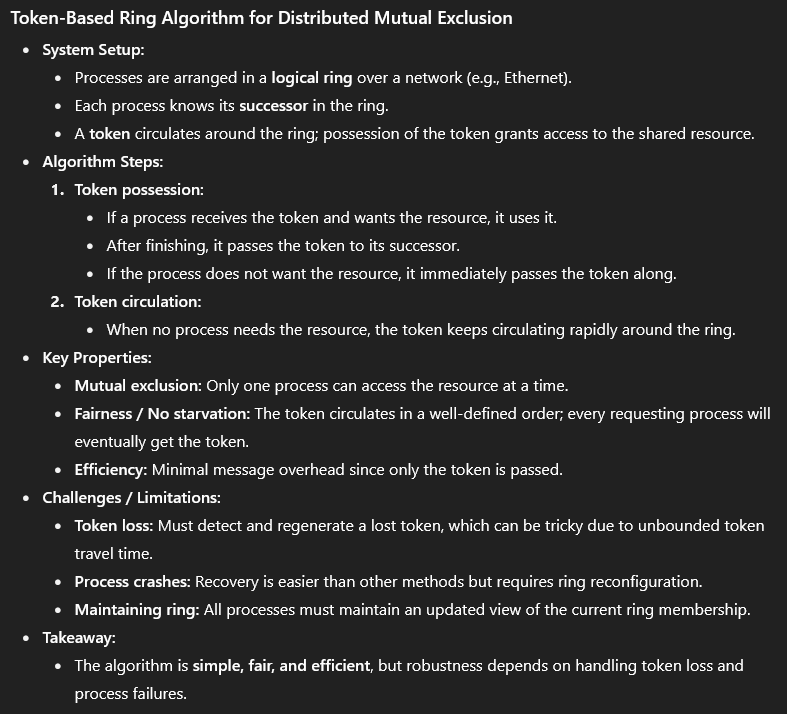 Token-Based Ring Algorithm for Distributed Mutual Exclusion
• System Setup:
• Processes are arranged in a logical ring over a network (e.g., Ethernet).
• Each process knows its successor in the ring.
• A token circulates around the ring; possession of the token grants access to the shared resource.
• Algorithm Steps:
1. Token possession:
• If a process receives the token and wants the resource, it uses it.
• After finishing, it passes the token to its successor.
• If the process does not want the resource, it immediately passes the token along.
2. Token circulation:
• When no process needs the resource, the token keeps circulating rapidly around the ring.
• Key Properties:
• Mutual exclusion: Only one process can access the resource at a time.
• Fairness / No starvation: The token circulates in a well-defined order; every requesting process will
eventually get the token.
• Efficiency: Minimal message overhead since only the token is passed.
• Challenges / Limitations:
• Token loss: Must detect and regenerate a lost token, which can be tricky due to unbounded token
travel time.
• Process crashes: Recovery is easier than other methods but requires ring reconfiguration.
• Maintaining ring: All processes must maintain an updated view of the current ring membership.
• Takeaway:
• The algorithm is simple, fair, and efficient, but robustness depends on handling token loss and
process failures.